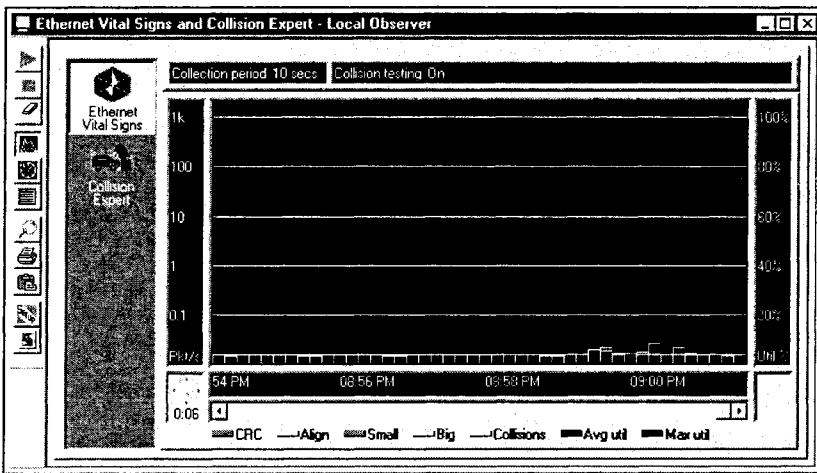 Ethernet Vital Signs and Collision Expert - Local Observer
Collection period 10 secs
Collision testing On
Ethernet
Vital Signs
Collision
Expert
1k
100
10
1
0.1
Pkt/s
100%
80%
60%
40%
20%
Util %
54 PM
08:56 PM
08:58 PM
09:00 PM
0:06
CRC
Align
Small
Big
Collisions
Avg util
Max util